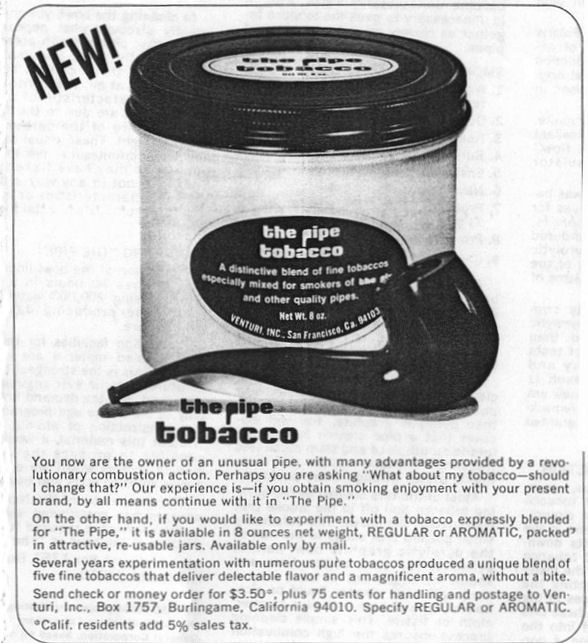 NEW!
the pipe
tobacco
Net Wt. 8 oz.
the pipe
tobacco
A distinctive blend of fine tobaccos
especially mixed for smokers of the pi
and other quality pipes.
Net Wt. 8 oz.
VENTURI, INC., San Francisco, Ca. 94103
the pipe
tobacco
You now are the owner of an unusual pipe, with many advantages provided by a revo-
lutionary combustion action. Perhaps you are asking "What about my tobacco—should
I change that?" Our experience is—if you obtain smoking enjoyment with your present
brand, by all means continue with it in "The Pipe."
On the other hand, if you would like to experiment with a tobacco expressly blended
for "The Pipe," it is available in 8 ounces net weight, REGULAR or AROMATIC, packed
in attractive, re-usable jars. Available only by mail.
Several years experimentation with numerous pure tobaccos produced a unique blend of
five fine tobaccos that deliver delectable flavor and a magnificent aroma, without a bite.
Send check or money order for $3.50*, plus 75 cents for handling and postage to Ven-
turi, Inc., Box 1757, Burlingame, California 94010. Specify REGULAR or AROMATIC.
*Calif. residents add 5% sales tax.